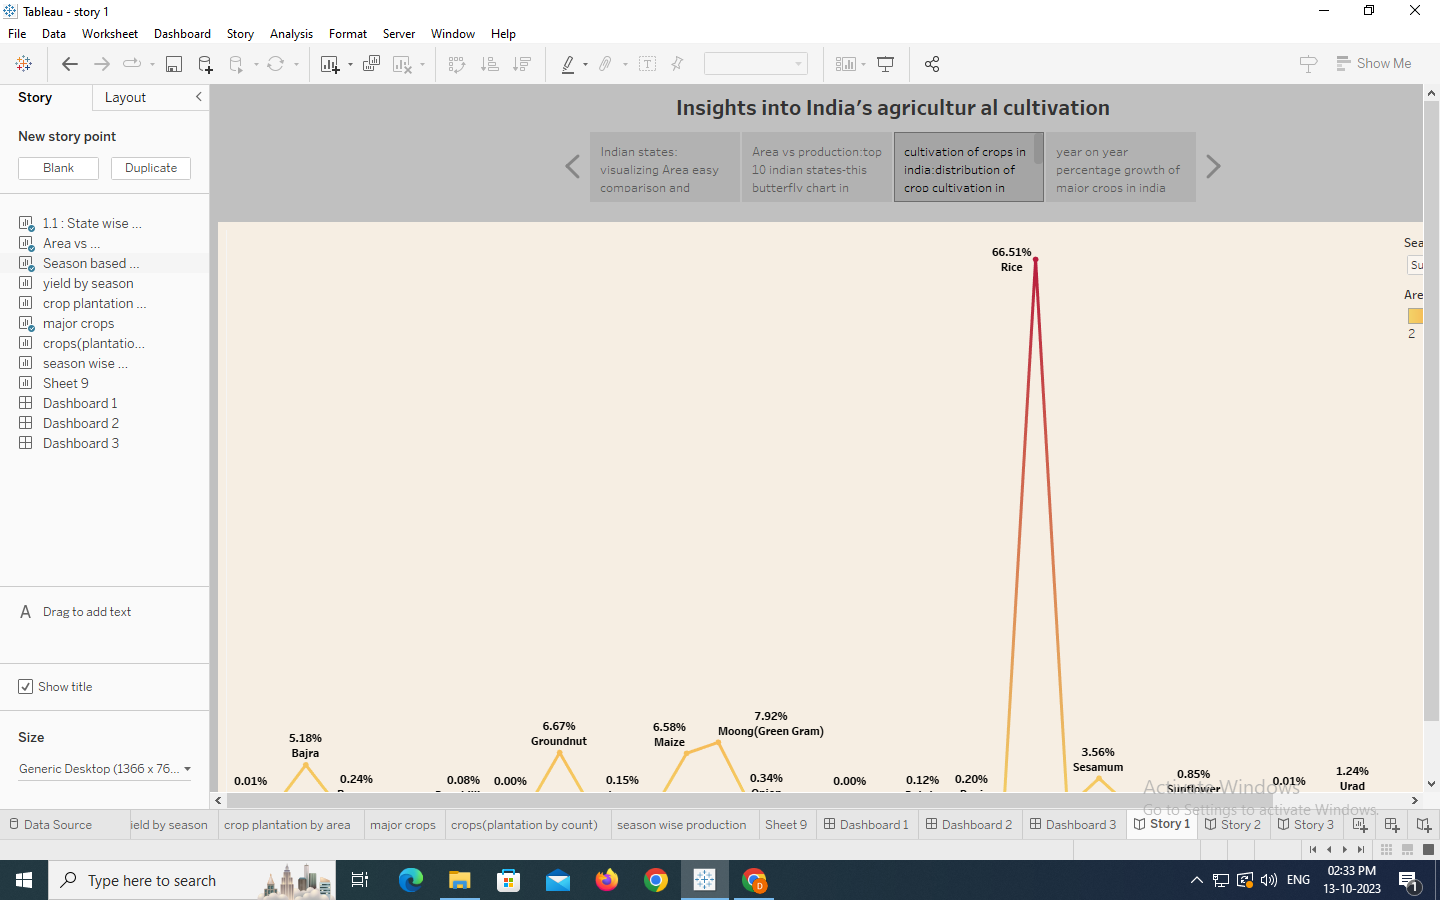 Tableau - story 1
File Data Worksheet Dashboard Story Analysis Format Server Window Help
Show Me
Story Layout
New story point
Blank Duplicate
1.1 : State wise ...
Area vs ...
Season based ...
yield by season
crop plantation ...
major crops
crops(plantatio...
season wise ...
Sheet 9
Dashboard 1
Dashboard 2
Dashboard 3
A Drag to add text
Show title
Size
Generic Desktop (1366 x 76...
Insights into India's agricultur al cultivation
Indian states:
visualizing Area easy
comparison and
Area vs production:top
10 indian states-this
butterfly chart in
cultivation of crops in
india:distribution of
crop cultivation in
year on year
percentage growth of
major crops in india
66.51%
Rice
Sea
Su
Are
2
0.01%
5.18%
Bajra
0.24%
0.08%
0.00%
6.67%
Groundnut
0.15%
6.58%
Maize
7.92%
Moong(Green Gram)
0.34%
0.00%
0.12%
0.20%
3.56%
Sesamum
0.85%
Sunflower
0.01%
1.24%
Urad
Activate Windows
Go to Settings to activate Windows.
Data Source ield by season crop plantation by area major crops crops(plantation by count) season wise production Sheet 9 Dashboard 1 Dashboard 2 Dashboard 3 Story 1 Story 2 Story 3
Type here to search
ENG
02:33 PM
13-10-2023
1